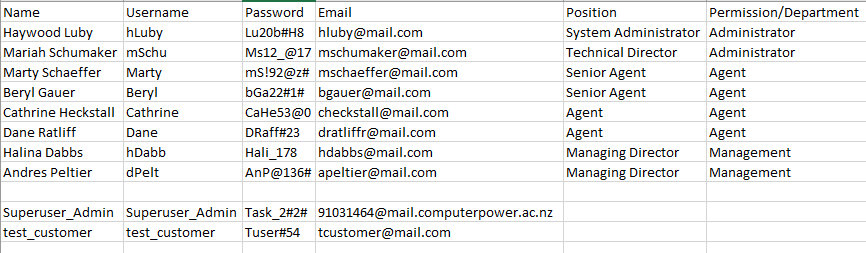 Name Username Password Email Position Permission/Department
Haywood Luby hLuby Lu20b#H8 hluby@mail.com System Administrator Administrator
Mariah Schumaker mSchu Ms12_@17 mschumaker@mail.com Technical Director Administrator
Marty Schaeffer Marty mS!92@z# mschaeffer@mail.com Senior Agent Agent
Beryl Gauer Beryl bGa22#1# bgauer@mail.com Senior Agent Agent
Cathrine Heckstall Cathrine CaHe53@0 checkstall@mail.com Agent Agent
Dane Ratliff Dane DRaff#23 dratliffr@mail.com Agent Agent
Halina Dabbs hDabb Hali_178 hdabbs@mail.com Managing Director Management
Andres Peltier dPelt AnP@136# apeltier@mail.com Managing Director Management
Superuser_Admin Superuser_Admin Task_2#2# 91031464@mail.computerpower.ac.nz
test_customer test_customer Tuser#54 tcustomer@mail.com